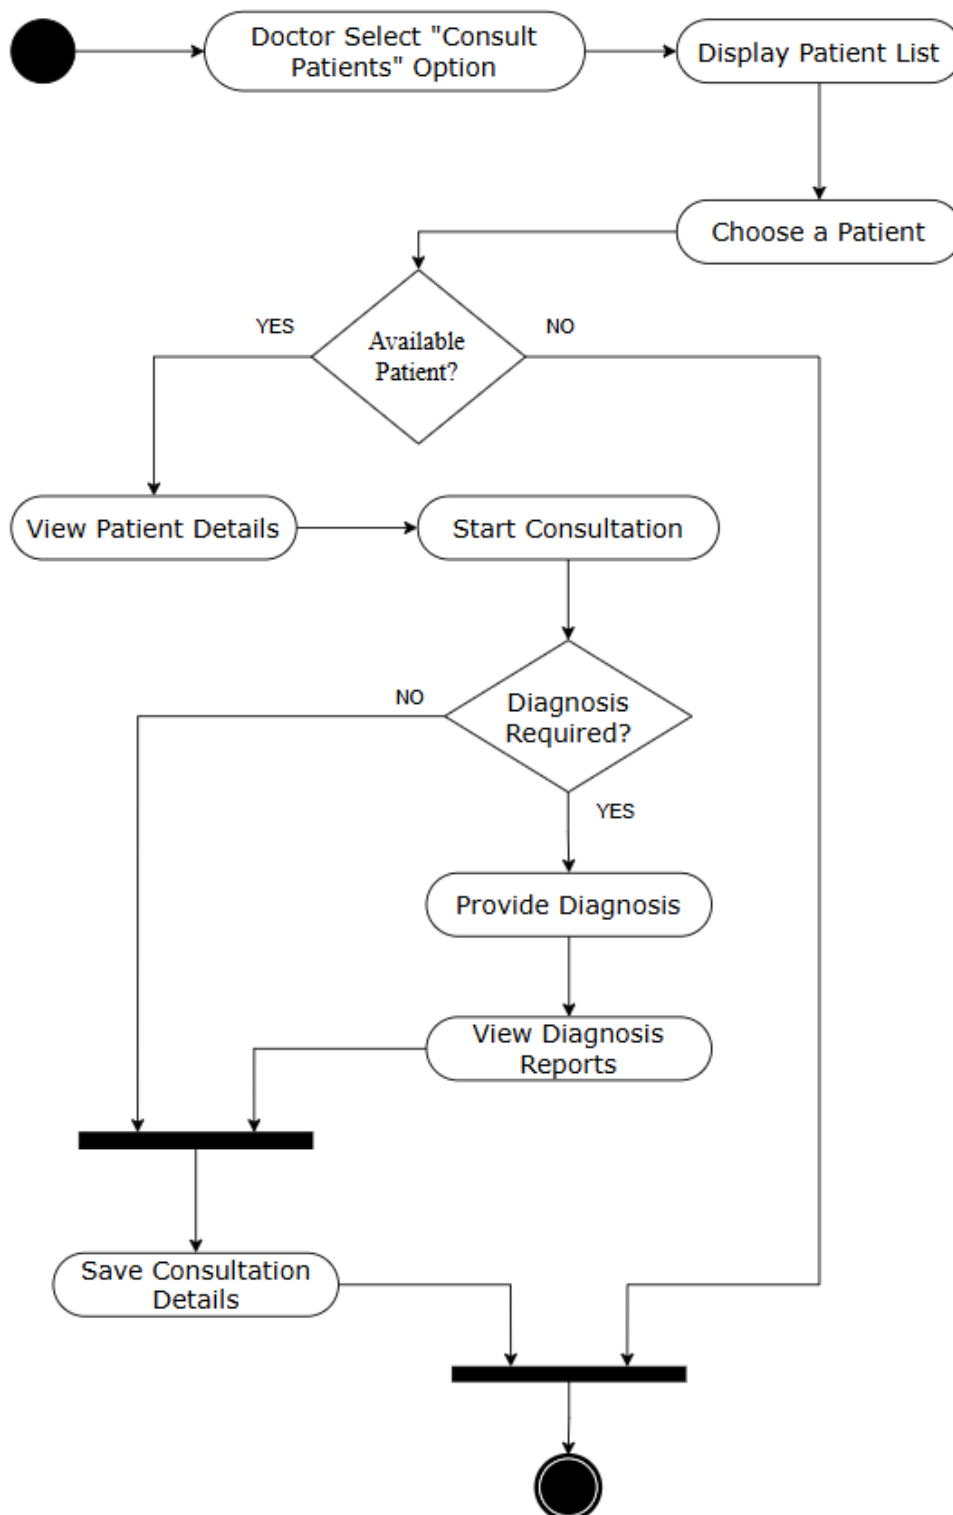 Doctor Select "Consult
Patients" Option
Display Patient List
Choose a Patient
YES
NO
Available
Patient?
View Patient Details
Start Consultation
NO
Diagnosis
Required?
YES
Provide Diagnosis
View Diagnosis
Reports
Save Consultation
Details